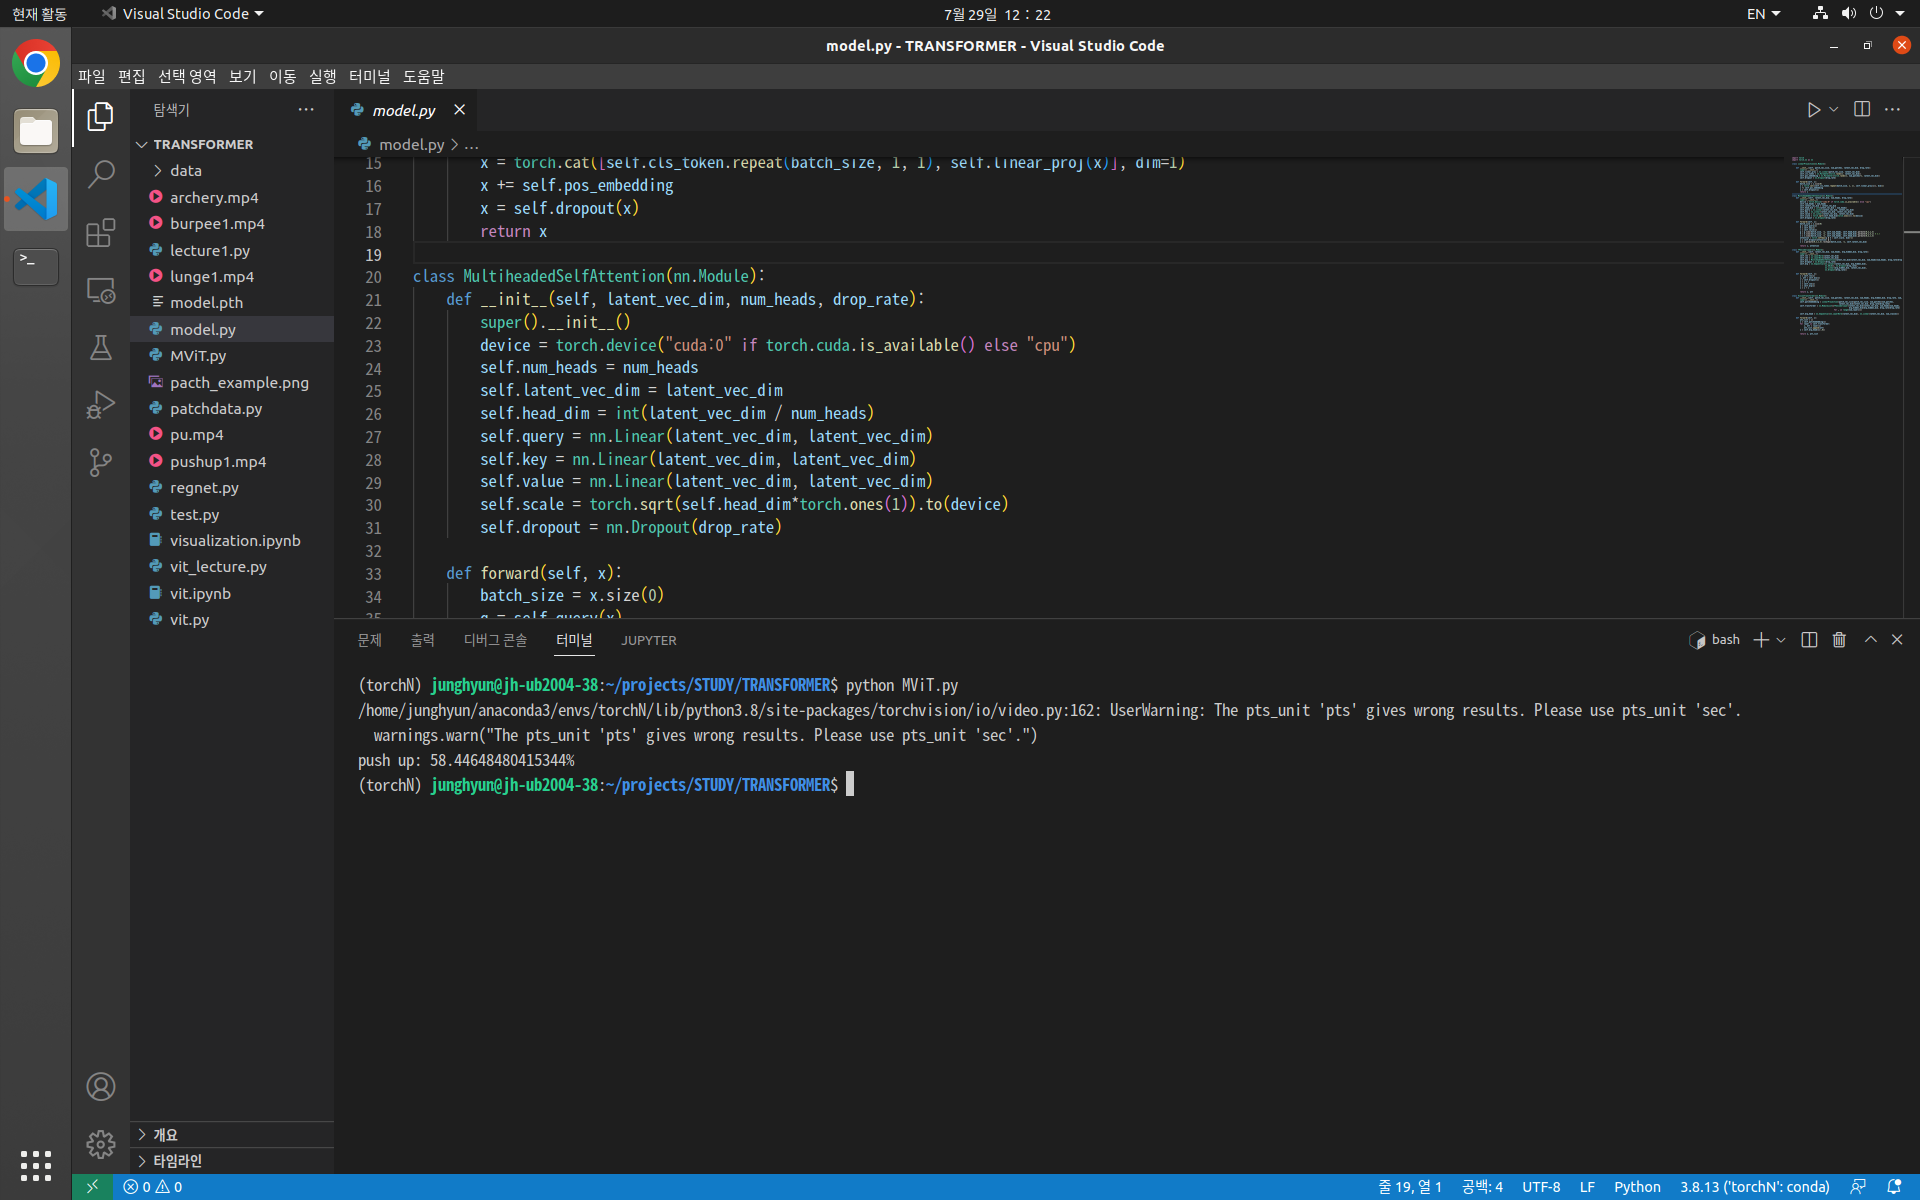 현재 활동
Visual Studio Code
7월 29일 12 : 22
EN
model.py - TRANSFORMER - Visual Studio Code
파일 편집 선택 영역 보기 이동 실행 터미널 도움말
탐색기
TRANSFORMER
data
archery.mp4
burpee1.mp4
lecture1.py
lunge1.mp4
model.pth
model.py
MViT.py
pacth_example.png
patchdata.py
pu.mp4
pushup1.mp4
regnet.py
test.py
visualization.ipynb
vit_lecture.py
vit.ipynb
vit.py
개요
타임라인
model.py
model.py > ...
15 x = torch.cat([self.cls_token.repeat(batch_size, 1, 1), self.linear_proj(x)], dim=1)
16 x += self.pos_embedding
17 x = self.dropout(x)
18 return x
19
20 class MultiheadedSelfAttention(nn.Module):
21 def __init__(self, latent_vec_dim, num_heads, drop_rate):
22 super().__init__()
23 device = torch.device("cuda:0" if torch.cuda.is_available() else "cpu")
24 self.num_heads = num_heads
25 self.latent_vec_dim = latent_vec_dim
26 self.head_dim = int(latent_vec_dim / num_heads)
27 self.query = nn.Linear(latent_vec_dim, latent_vec_dim)
28 self.key = nn.Linear(latent_vec_dim, latent_vec_dim)
29 self.value = nn.Linear(latent_vec_dim, latent_vec_dim)
30 self.scale = torch.sqrt(self.head_dim*torch.ones(1)).to(device)
31 self.dropout = nn.Dropout(drop_rate)
32
33 def forward(self, x):
34 batch_size = x.size(0)
35 q = self.query(x)
문제 출력 디버그 콘솔 터미널 JUPYTER
bash
(torchN) junghyun@jh-ub2004-38:~/projects/STUDY/TRANSFORMER$ python MViT.py
/home/junghyun/anaconda3/envs/torchN/lib/python3.8/site-packages/torchvision/io/video.py:162: UserWarning: The pts_unit 'pts' gives wrong results. Please use pts_unit 'sec'.
warnings.warn("The pts_unit 'pts' gives wrong results. Please use pts_unit 'sec'.")
push up: 58.44648480415344%
(torchN) junghyun@jh-ub2004-38:~/projects/STUDY/TRANSFORMER$
0 0
줄 19, 열 1 공백: 4 UTF-8 LF Python 3.8.13 ('torchN': conda)